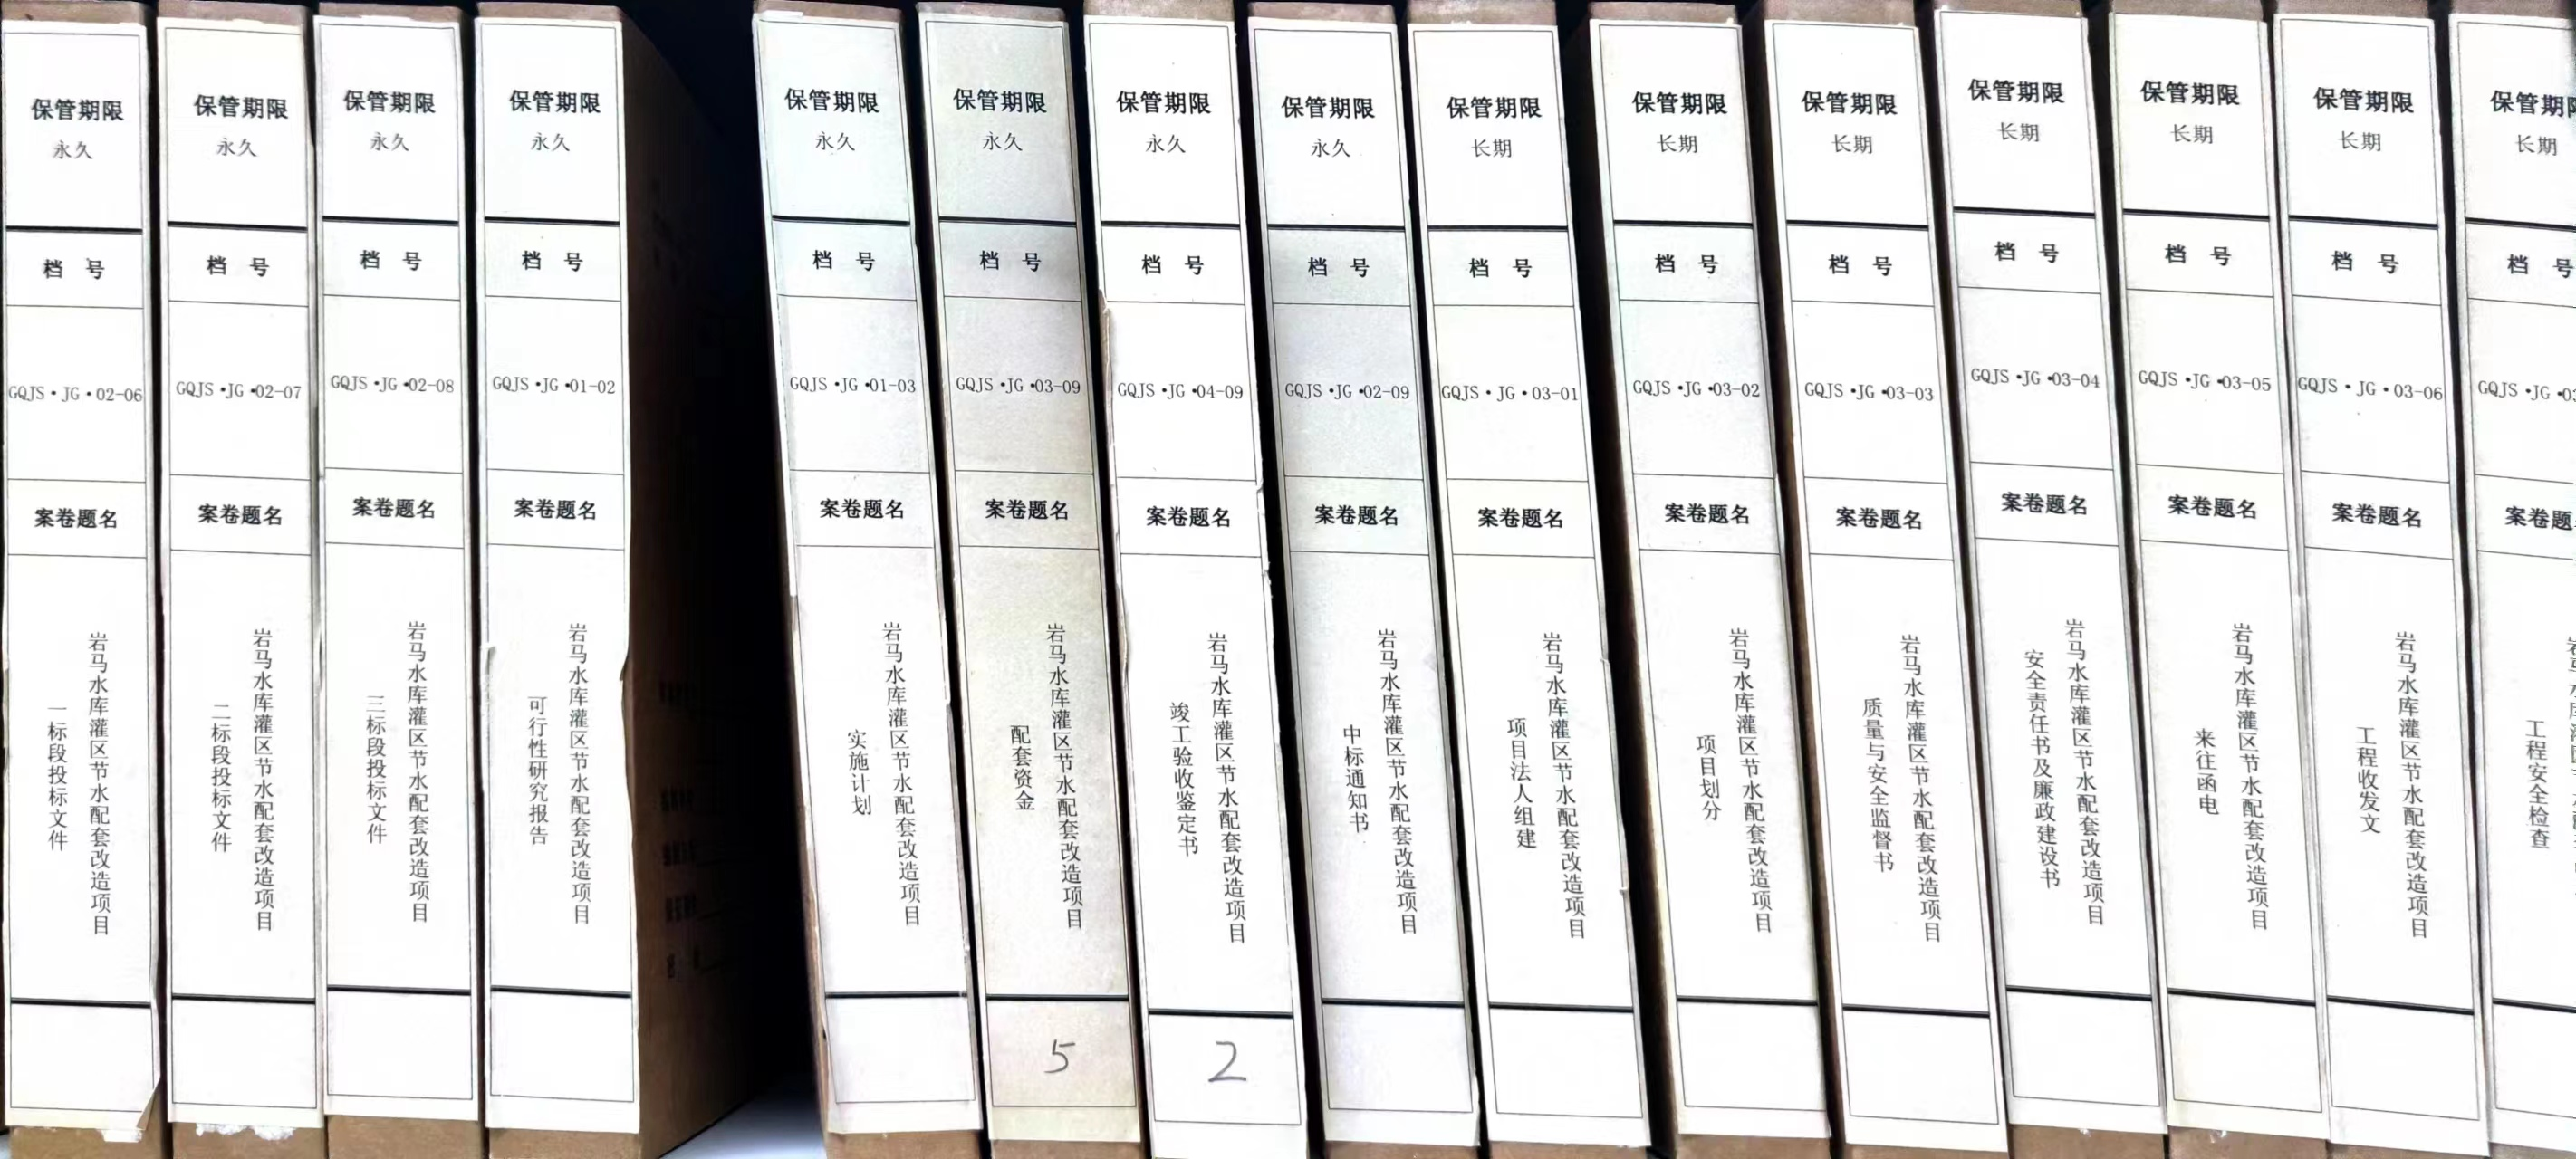 保管期限
永久
档 号
GQJS·JG·02-06
案卷题名
岩马水库灌区节水配套改造项目
一标段投标文件
保管期限
永久
档 号
GQJS·JG·02-07
案卷题名
岩马水库灌区节水配套改造项目
二标段投标文件
保管期限
永久
档 号
GQJS·JG·02-08
案卷题名
岩马水库灌区节水配套改造项目
三标段投标文件
保管期限
永久
档 号
GQJS·JG·01-02
案卷题名
岩马水库灌区节水配套改造项目
可行性研究报告
保管期限
永久
档 号
GQJS·JG·01-03
案卷题名
岩马水库灌区节水配套改造项目
实施计划
保管期限
永久
档 号
GQJS·JG·03-09
案卷题名
岩马水库灌区节水配套改造项目
配套资金
5
保管期限
永久
档 号
GQJS·JG·04-09
案卷题名
岩马水库灌区节水配套改造项目
竣工验收鉴定书
2
保管期限
永久
档 号
GQJS·JG·02-09
案卷题名
岩马水库灌区节水配套改造项目
中标通知书
保管期限
长期
档 号
GQJS·JG·03-01
案卷题名
岩马水库灌区节水配套改造项目
项目法人组建
保管期限
长期
档 号
GQJS·JG·03-02
案卷题名
岩马水库灌区节水配套改造项目
项目划分
保管期限
长期
档 号
GQJS·JG·03-03
案卷题名
岩马水库灌区节水配套改造项目
质量与安全监督书
保管期限
长期
档 号
GQJS·JG·03-04
案卷题名
岩马水库灌区节水配套改造项目
安全责任书及廉政建设书
保管期限
长期
档 号
GQJS·JG·03-05
案卷题名
岩马水库灌区节水配套改造项目
来往函电
保管期限
长期
档 号
GQJS·JG·03-06
案卷题名
岩马水库灌区节水配套改造项目
工程收发文
保管期
长期
档 号
GQJS·JG·0
案卷题
工程安全检查